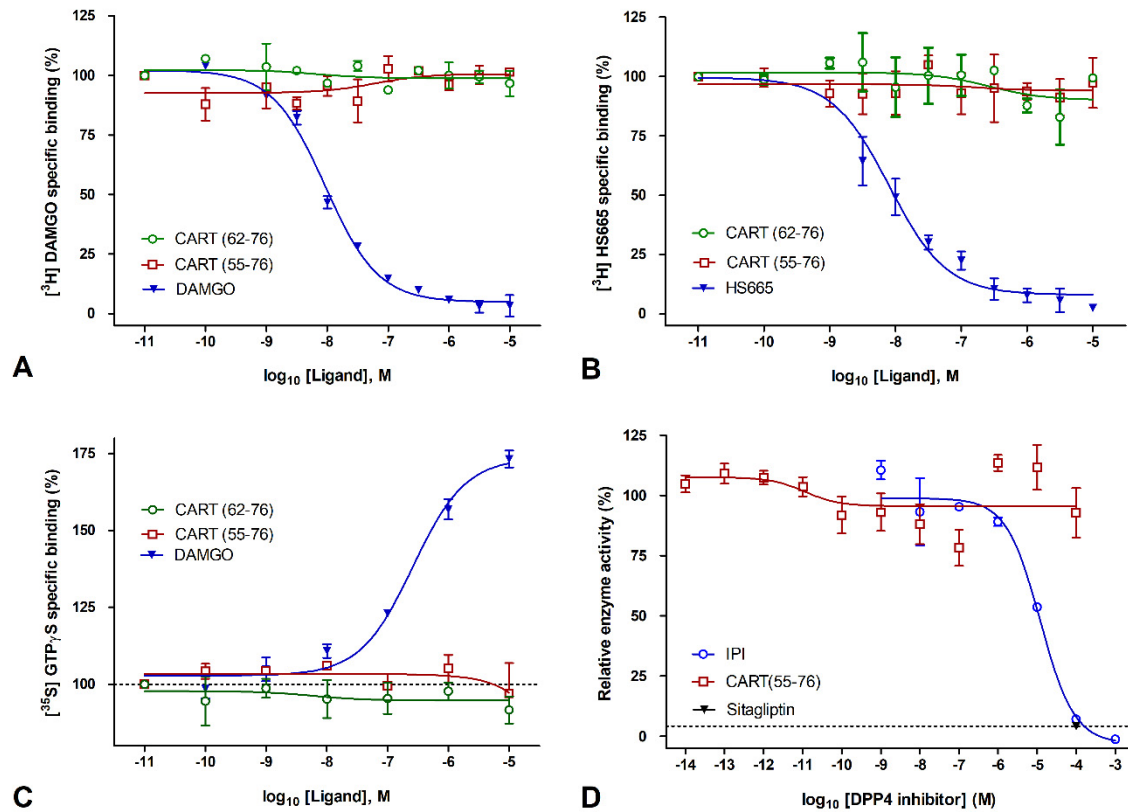 [³H] DAMGO specific binding (%)
125
100
75
50
25
0
CART (62-76)
CART (55-76)
DAMGO
-11 -10 -9 -8 -7 -6 -5
log₁₀ [Ligand], M
A
[³H] HS665 specific binding (%)
125
100
75
50
25
0
CART (62-76)
CART (55-76)
HS665
-11 -10 -9 -8 -7 -6 -5
log₁₀ [Ligand], M
B
[³⁵S] GTPγS specific binding (%)
175
150
125
100
CART (62-76)
CART (55-76)
DAMGO
-11 -10 -9 -8 -7 -6 -5
log₁₀ [Ligand], M
C
Relative enzyme activity (%)
125
100
75
50
25
0
IPI
CART(55-76)
Sitagliptin
-14 -13 -12 -11 -10 -9 -8 -7 -6 -5 -4 -3
log₁₀ [DPP4 inhibitor] (M)
D